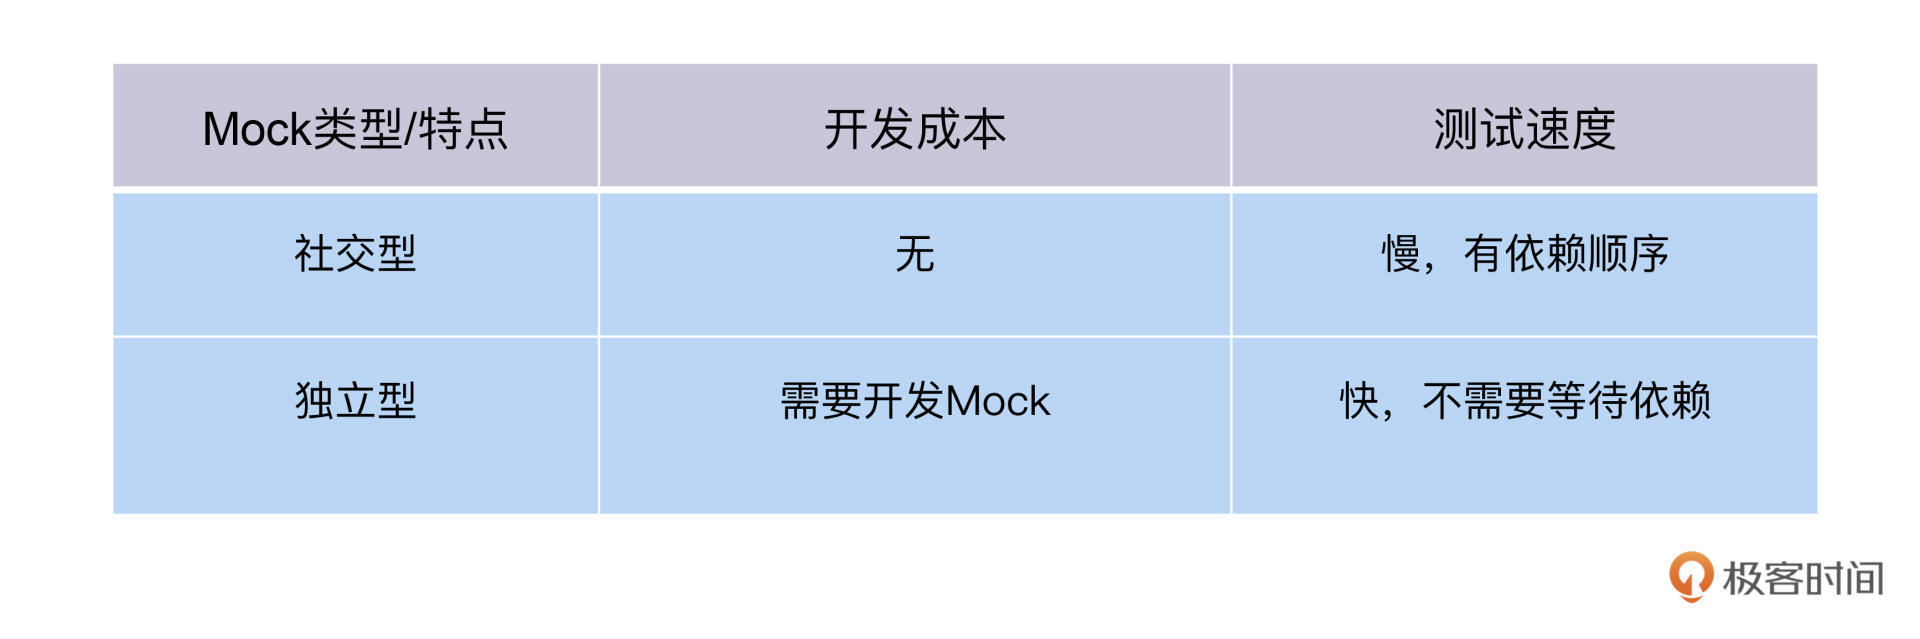 Mock类型/特点 开发成本 测试速度
社交型 无 慢，有依赖顺序
独立型 需要开发Mock 快，不需要等待依赖
极客时间